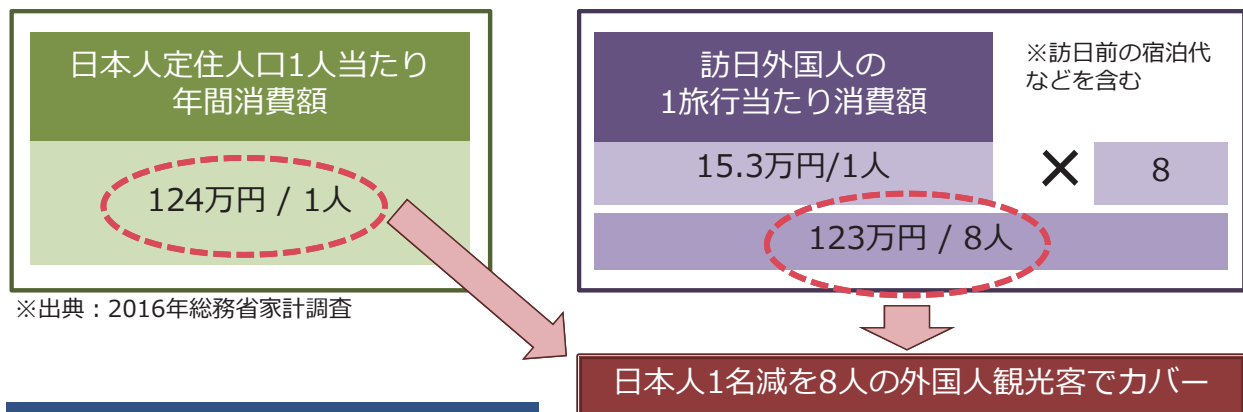 日本人定住人口1人当たり
年間消費額
124万円 / 1人
※出典：2016年総務省家計調査
訪日外国人の
1旅行当たり消費額
※訪日前の宿泊代
などを含む
15.3万円/1人
×
8
123万円 / 8人
日本人1名減を8人の外国人観光客でカバー